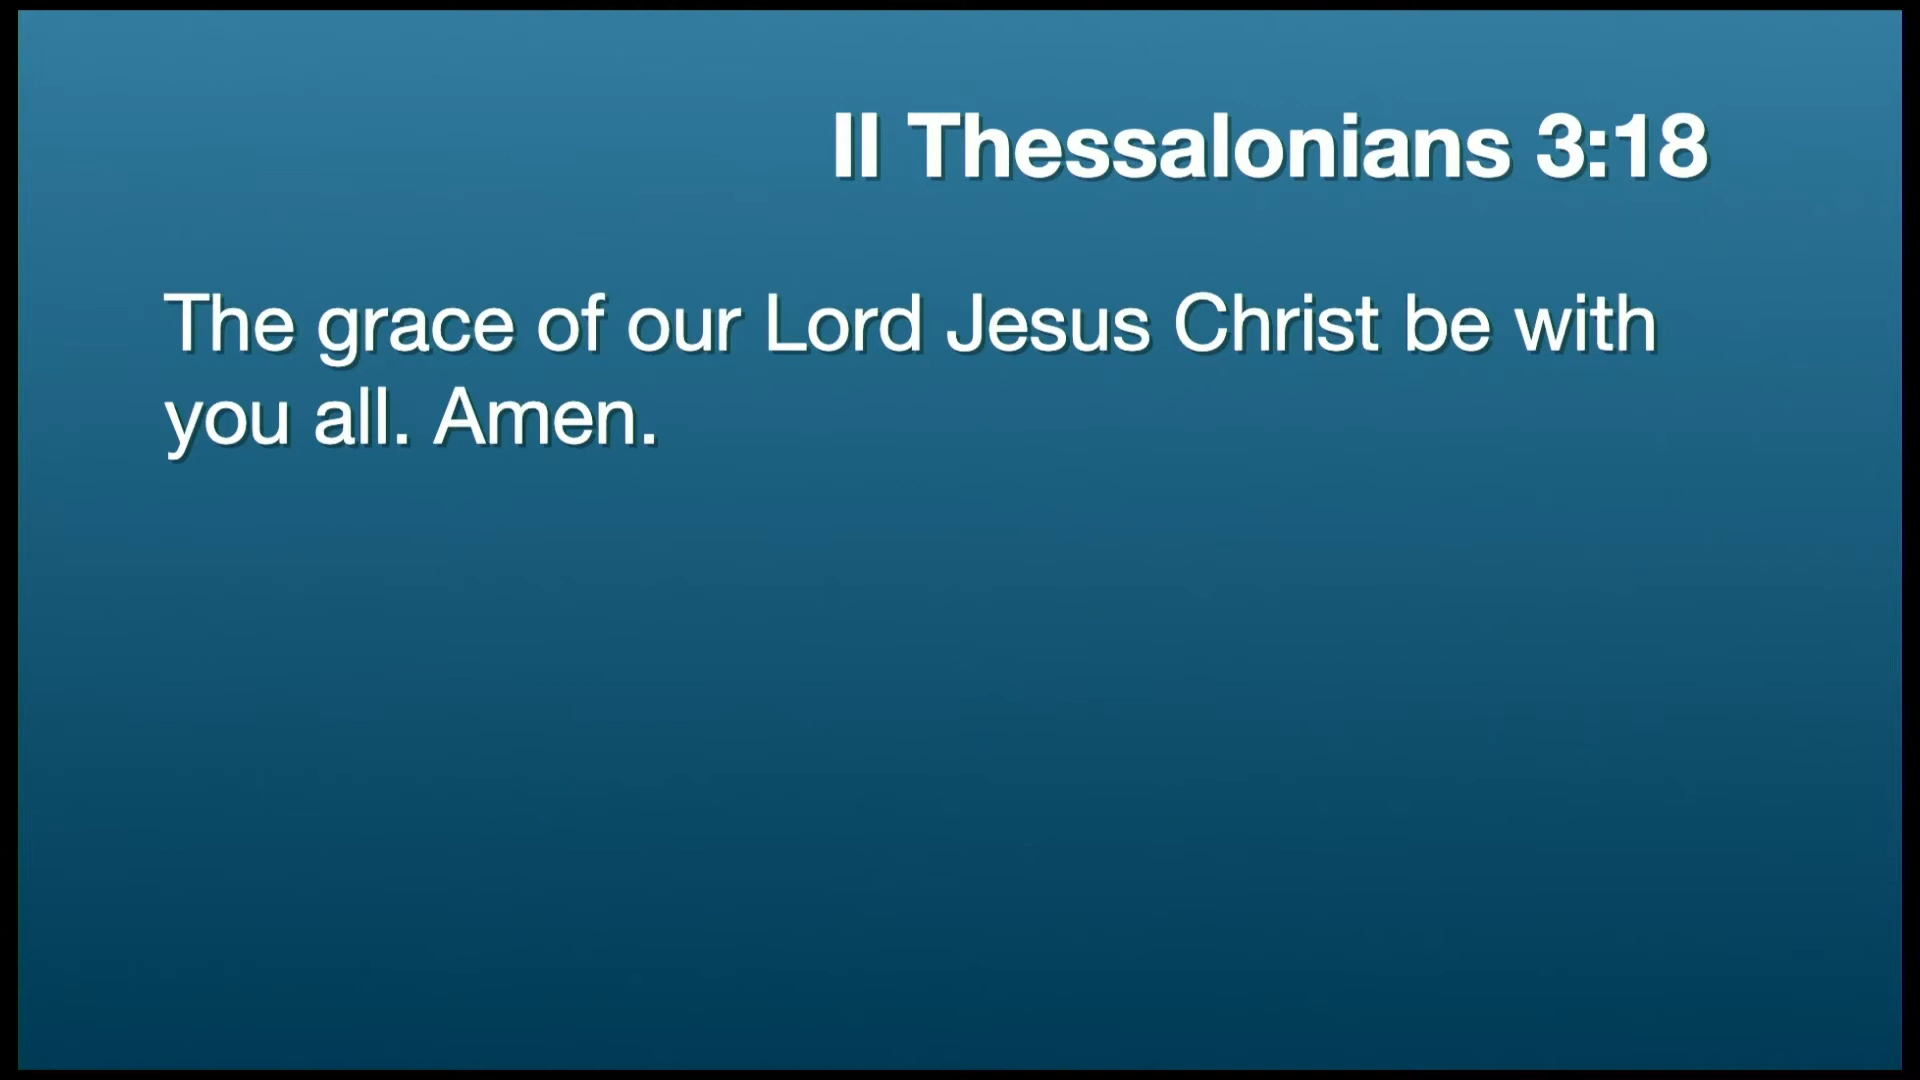 II Thessalonians 3:18
The grace of our Lord Jesus Christ be with
you all. Amen.